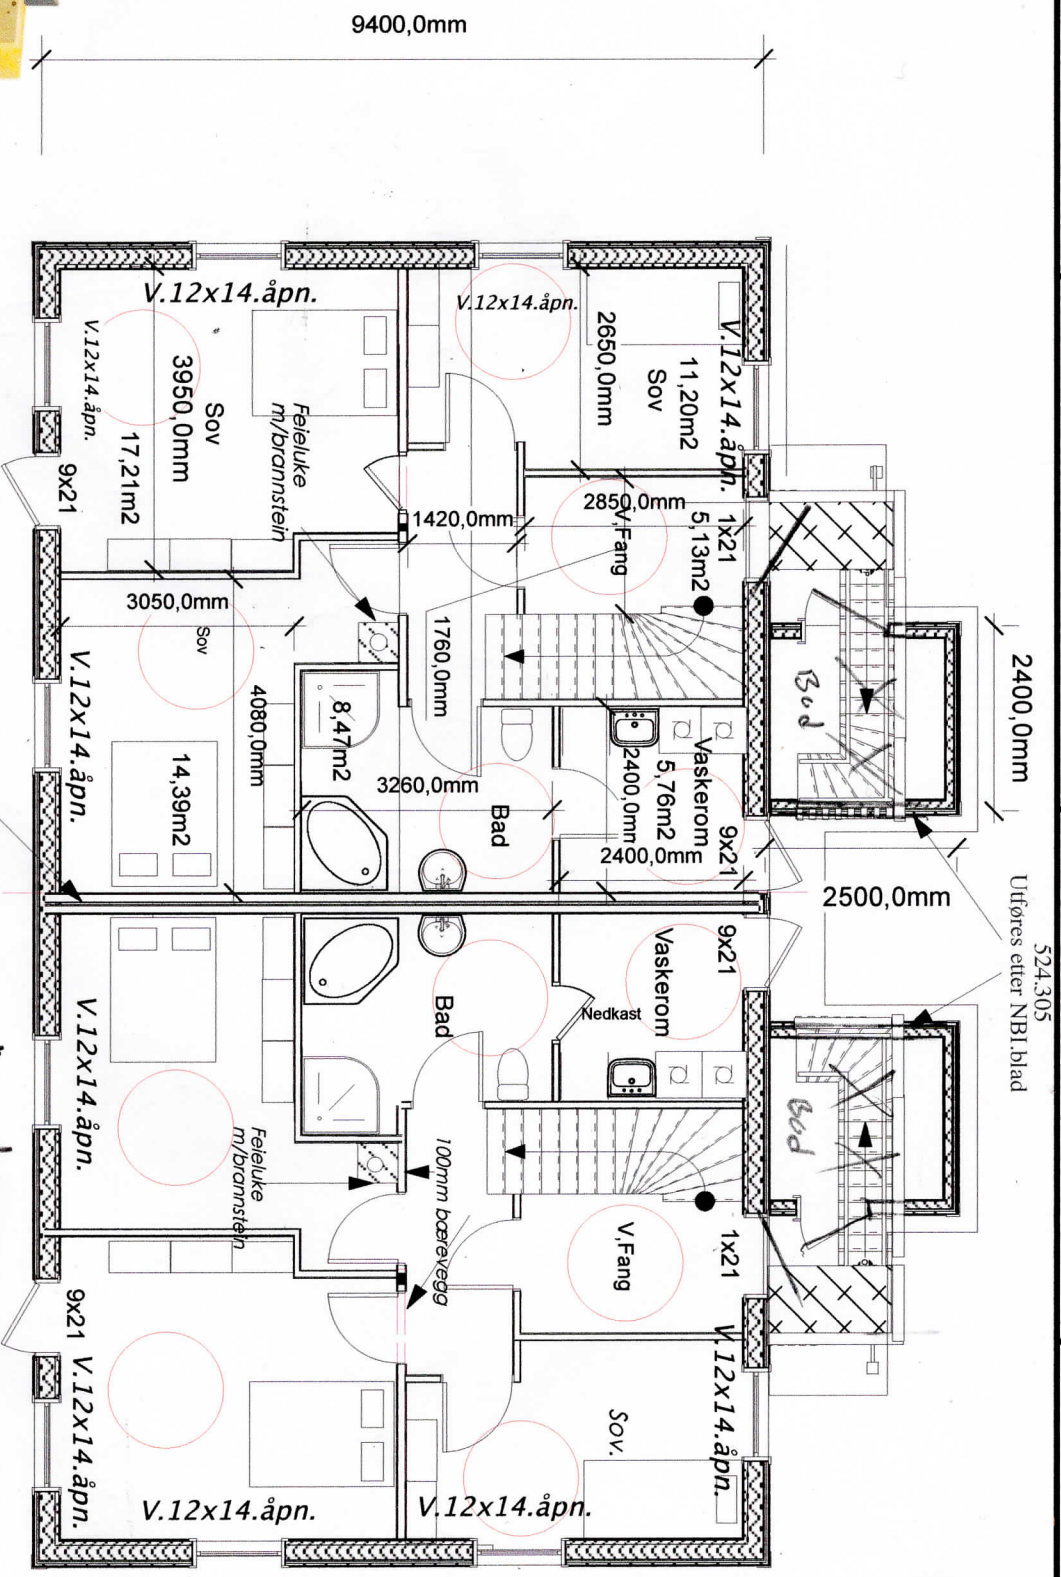 9400,0mm
V.12x14.åpn.
V.12x14.åpn.
Sov
3950,0mm
17,21m2
9x21
Feieluke
m/brannstein
V.12x14.åpn.
2650,0mm
11,20m2
Sov
V.12x14.åpn.
1420,0mm
2850,0mm
V,Fang
1x21
5,13m2
3050,0mm
Sov
4080,0mm
14,39m2
V.12x14.åpn.
1760,0mm
8,47m2
3260,0mm
Bad
Vaskerom
5,76m2
2400,0mm
2400,0mm
9x21
Bod
2400,0mm
2500,0mm
524.305
Utføres etter NBI.blad
9x21
Vaskerom
Nedkast
Bad
V.12x14.åpn.
Feieluke
m/brannstein
100mm bærevegg
V,Fang
1x21
Bod
9x21
V.12x14.åpn.
V.12x14.åpn.
V.12x14.åpn.
Sov.
V.12x14.åpn.